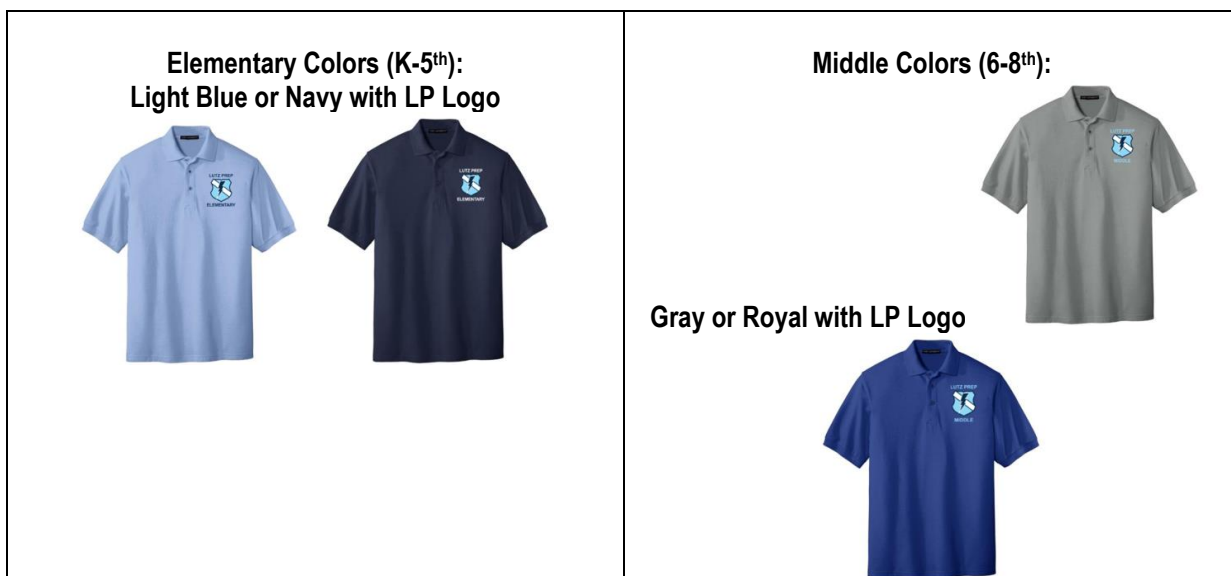 Elementary Colors (K-5th):
Light Blue or Navy with LP Logo
LUTZ PREP
ELEMENTARY
LUTZ PREP
ELEMENTARY
Middle Colors (6-8th):
LUTZ PREP
MIDDLE
Gray or Royal with LP Logo
LUTZ PREP
MIDDLE